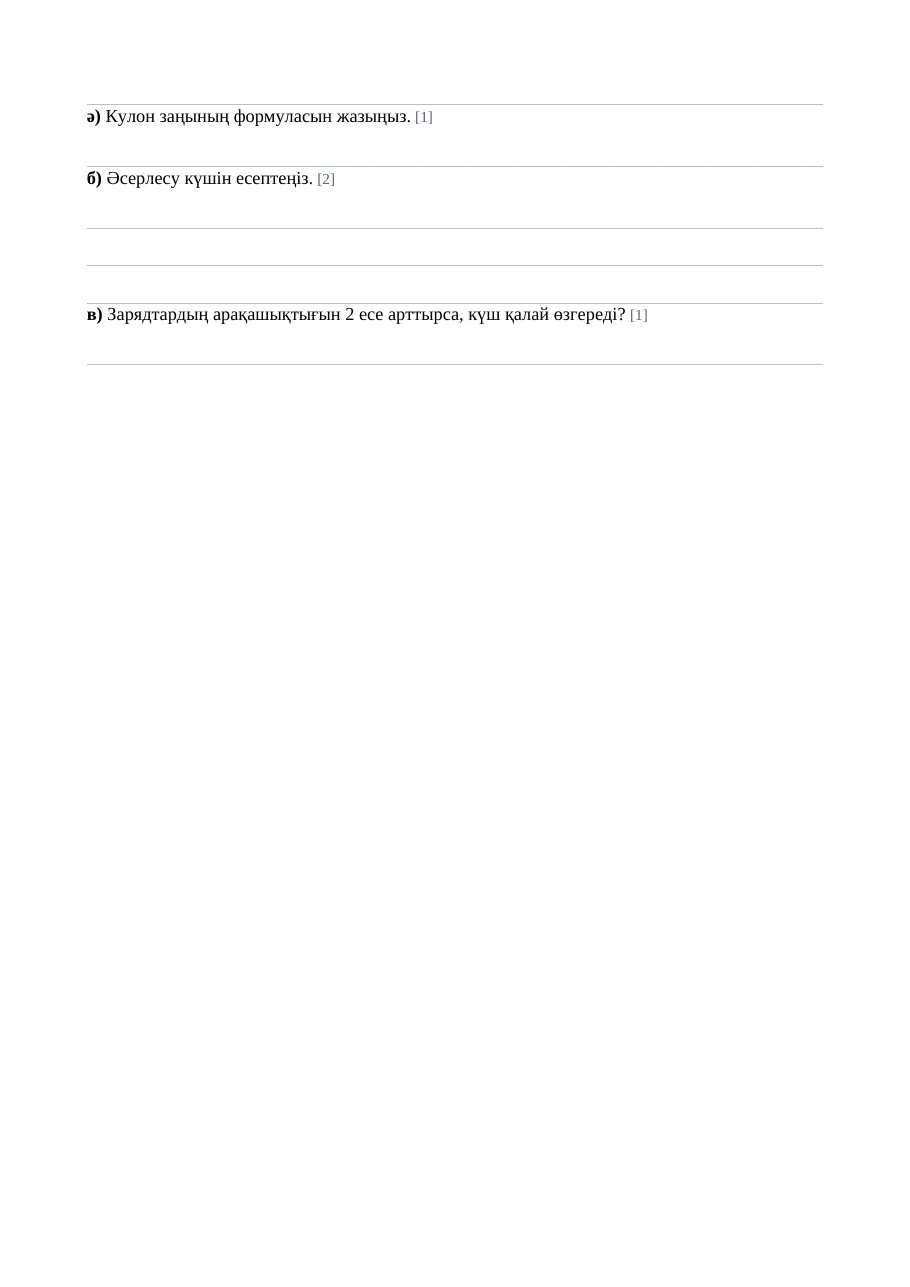 ә) Кулон заңының формуласын жазыңыз. [1]
б) Әсерлесу күшін есептеңіз. [2]
в) Зарядтардың арақашықтығын 2 есе арттырса, күш қалай өзгереді? [1]